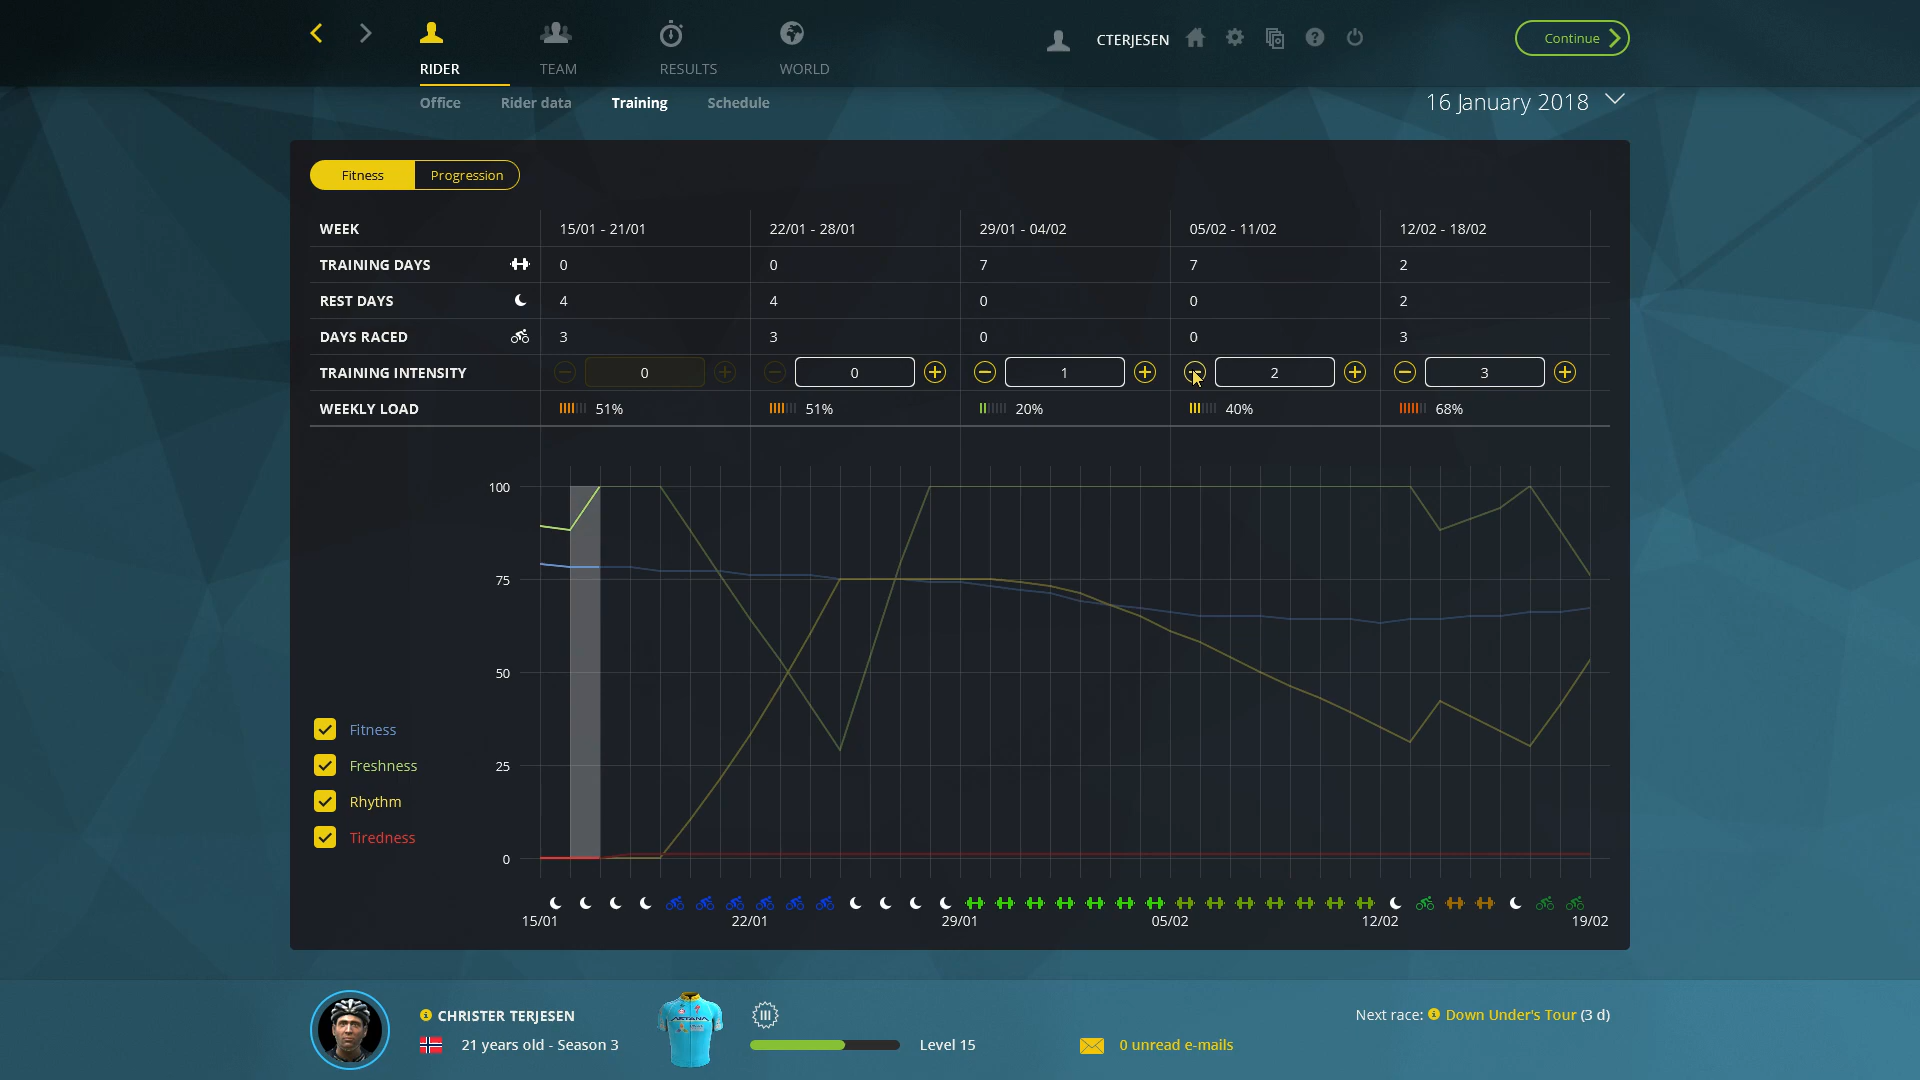 RIDER
TEAM
RESULTS
WORLD
CTERJESEN
Continue
Office
Rider data
Training
Schedule
16 January 2018
Fitness
Progression
WEEK 15/01 - 21/01 22/01 - 28/01 29/01 - 04/02 05/02 - 11/02 12/02 - 18/02
TRAINING DAYS 0 0 7 7 2
REST DAYS 4 4 0 0 2
DAYS RACED 3 3 0 0 3
TRAINING INTENSITY 0 0 1 2 3
WEEKLY LOAD 51% 51% 20% 40% 68%
100
75
50
25
0
Fitness
Freshness
Rhythm
Tiredness
15/01 22/01 29/01 05/02 12/02 19/02
CHRISTER TERJESEN
21 years old - Season 3
ASTANA
III
Level 15
0 unread e-mails
Next race: Down Under's Tour (3 d)